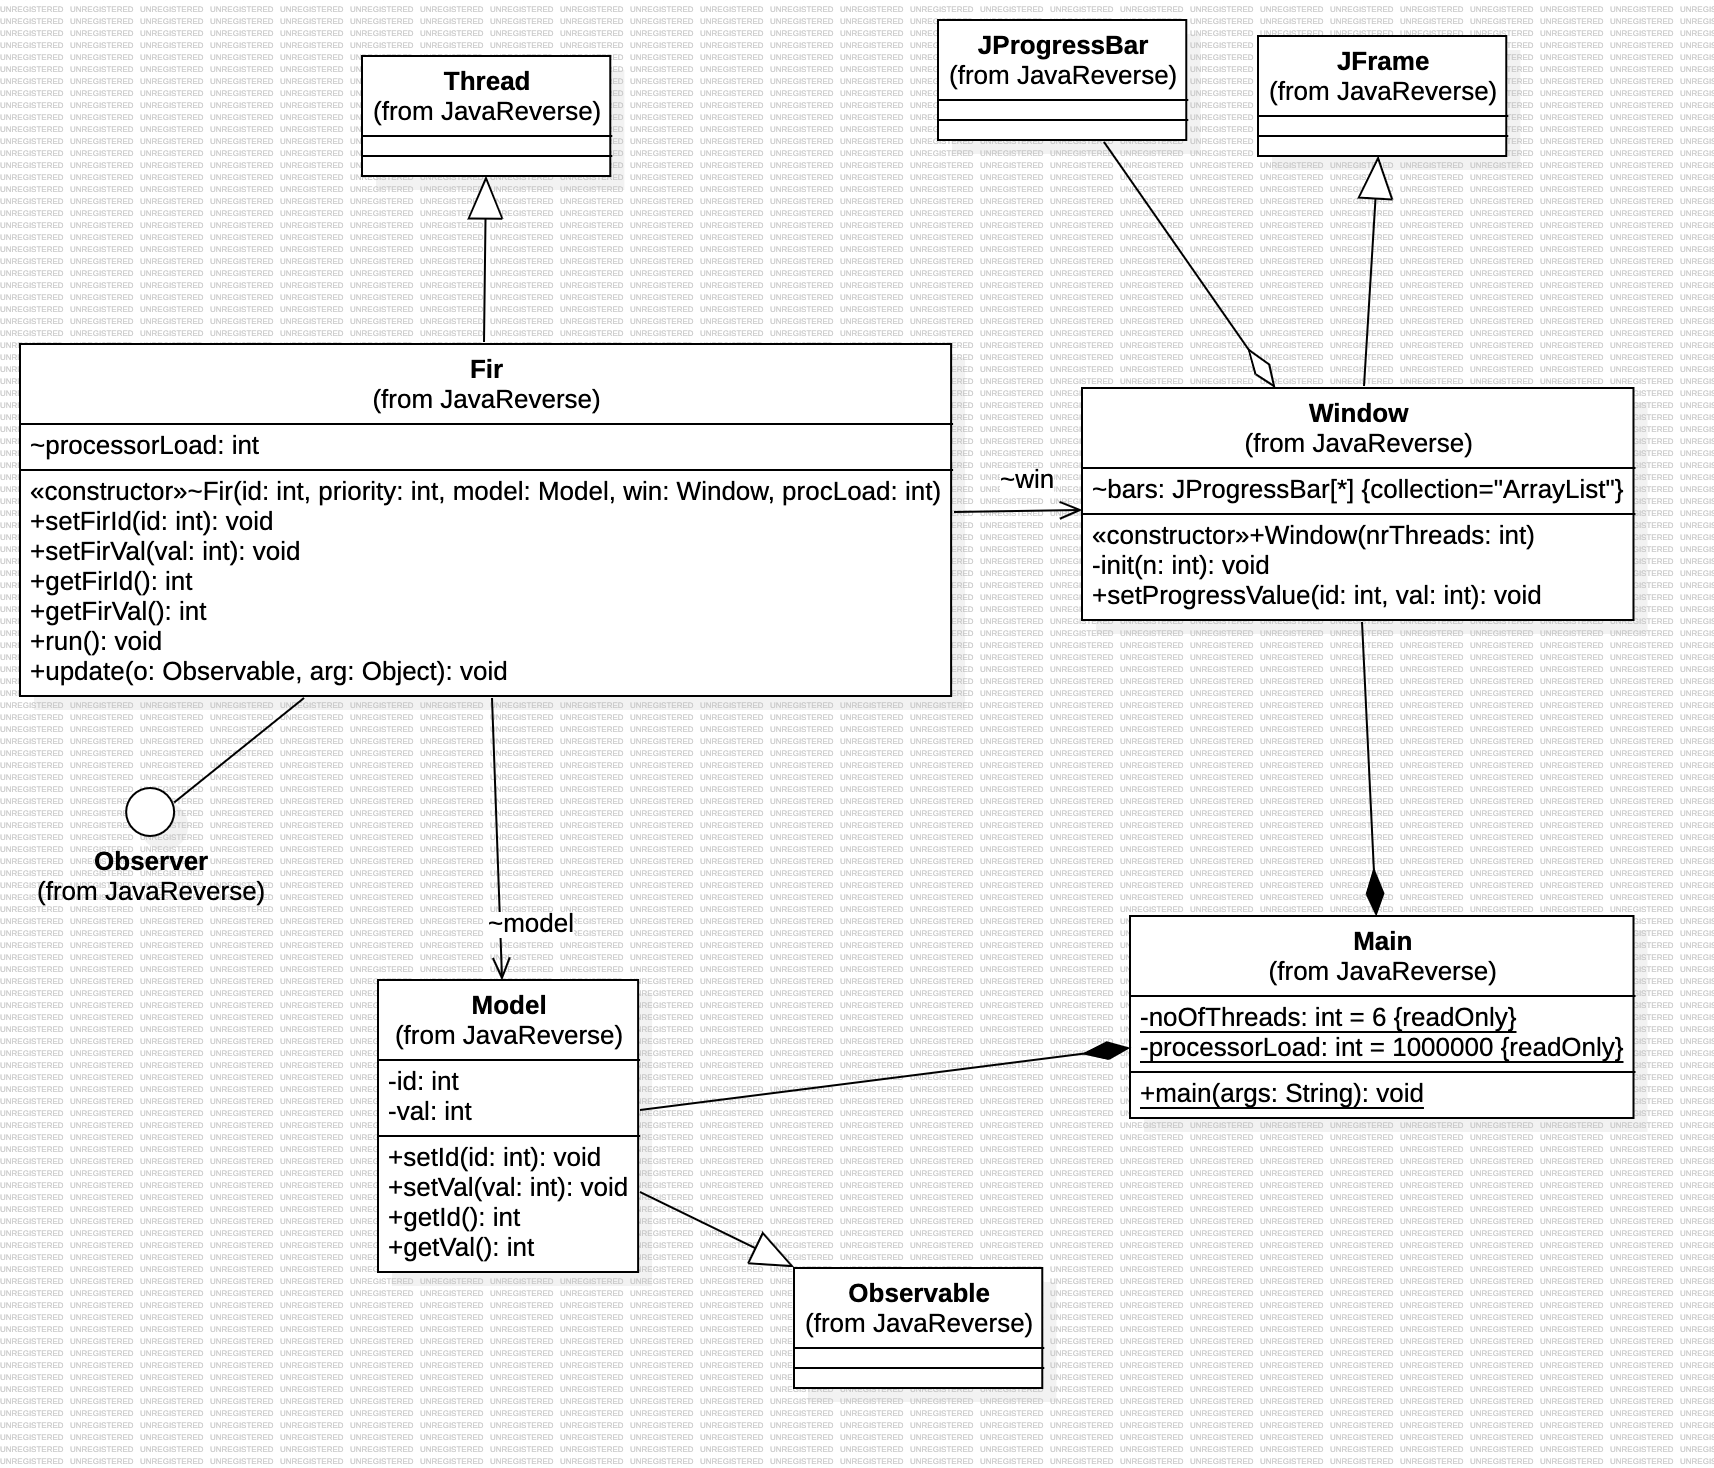 JProgressBar
(from JavaReverse)
JFrame
(from JavaReverse)
Thread
(from JavaReverse)
Fir
(from JavaReverse)
~processorLoad: int
«constructor»~Fir(id: int, priority: int, model: Model, win: Window, procLoad: int)
+setFirId(id: int): void
+setFirVal(val: int): void
+getFirId(): int
+getFirVal(): int
+run(): void
+update(o: Observable, arg: Object): void
~win
Window
(from JavaReverse)
~bars: JProgressBar[*] {collection="ArrayList"}
«constructor»+Window(nrThreads: int)
-init(n: int): void
+setProgressValue(id: int, val: int): void
Observer
(from JavaReverse)
~model
Model
(from JavaReverse)
-id: int
-val: int
+setId(id: int): void
+setVal(val: int): void
+getId(): int
+getVal(): int
Main
(from JavaReverse)
-noOfThreads: int = 6 {readOnly}
-processorLoad: int = 1000000 {readOnly}
+main(args: String): void
Observable
(from JavaReverse)
UNREGISTERED